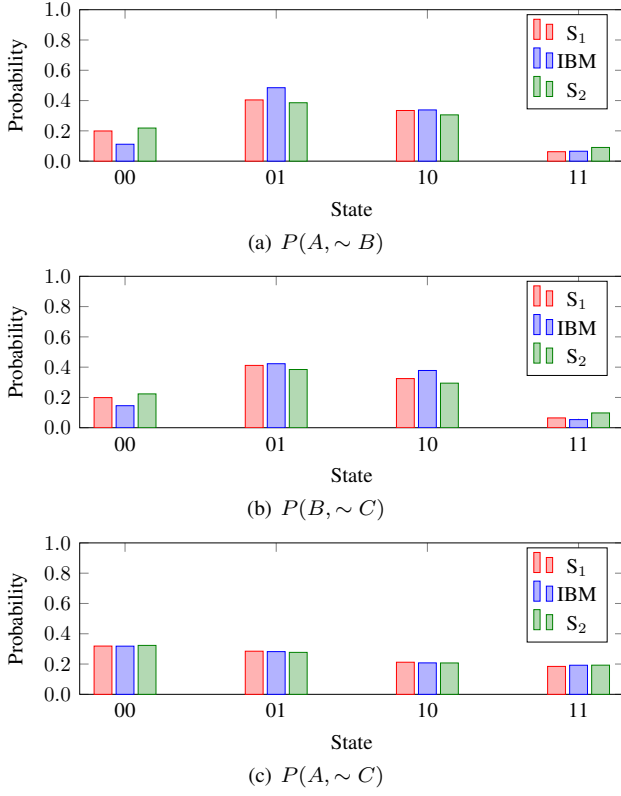 1.0
0.8
0.6
0.4
0.2
0.0
Probability
S₁
IBM
S₂
00 01 10 11
State
(a) P(A, ∼ B)
1.0
0.8
0.6
0.4
0.2
0.0
Probability
S₁
IBM
S₂
00 01 10 11
State
(b) P(B, ∼ C)
1.0
0.8
0.6
0.4
0.2
0.0
Probability
S₁
IBM
S₂
00 01 10 11
State
(c) P(A, ∼ C)